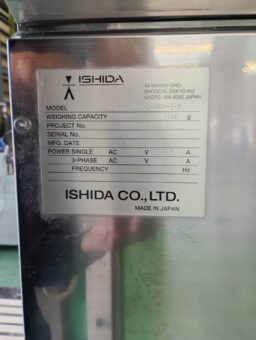 ISHIDA
44 SANNO-CHO,
SHOGOIN, SAKYO-KU
KYOTO, 606-8392 JAPAN
MODEL
WEIGHING CAPACITY g
PROJECT No.
SERIAL No.
MFG. DATE
POWER SINGLE AC V A
3-PHASE AC V A
FREQUENCY Hz
ISHIDA CO., LTD.
MADE IN JAPAN